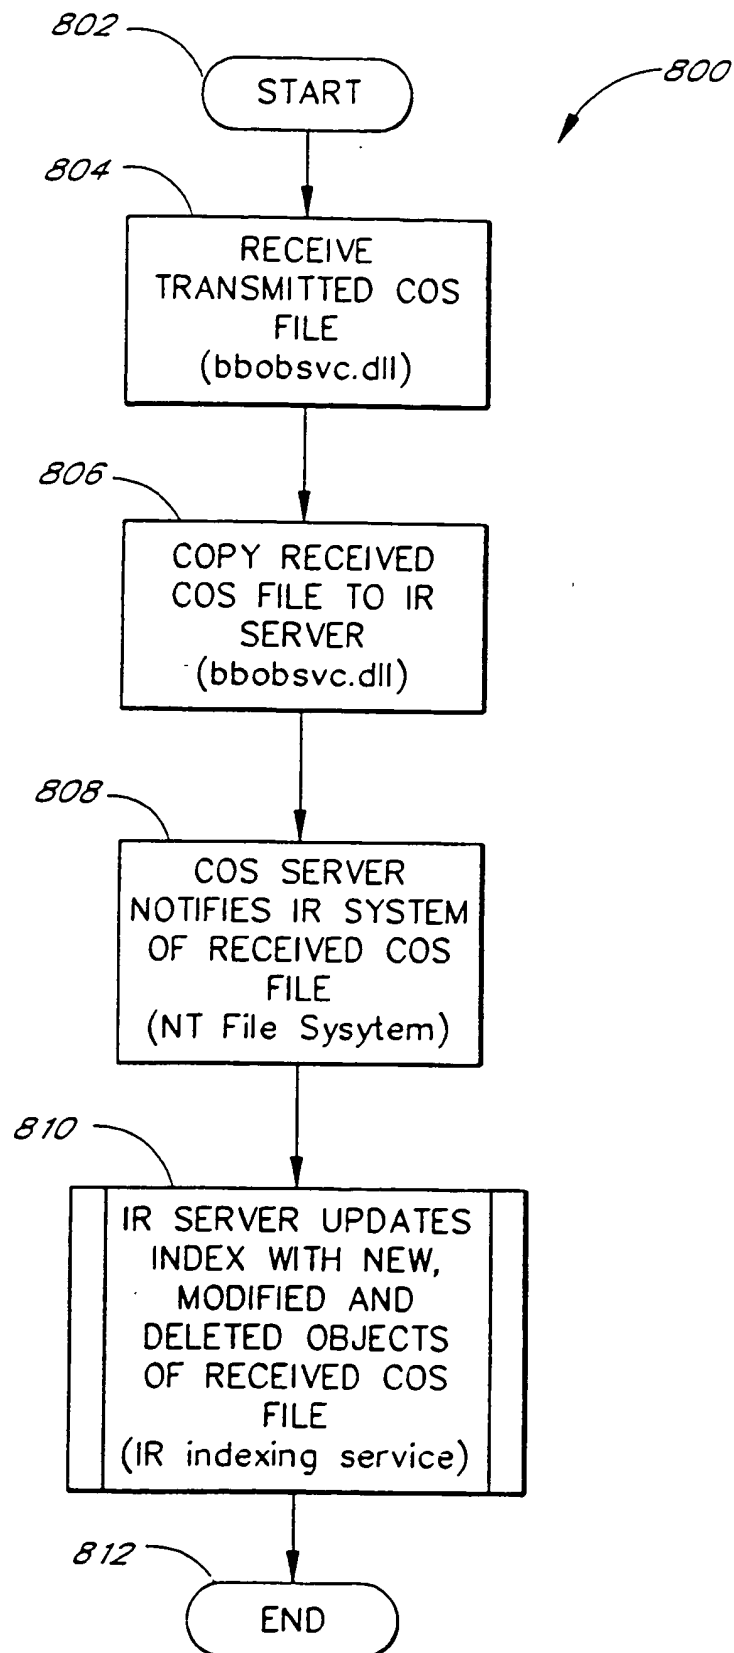 802
START
800
804
RECEIVE
TRANSMITTED COS
FILE
(bbobsvc.dll)
806
COPY RECEIVED
COS FILE TO IR
SERVER
(bbobsvc.dll)
808
COS SERVER
NOTIFIES IR SYSTEM
OF RECEIVED COS
FILE
(NT File Sysytem)
810
IR SERVER UPDATES
INDEX WITH NEW,
MODIFIED AND
DELETED OBJECTS
OF RECEIVED COS
FILE
(IR indexing service)
812
END